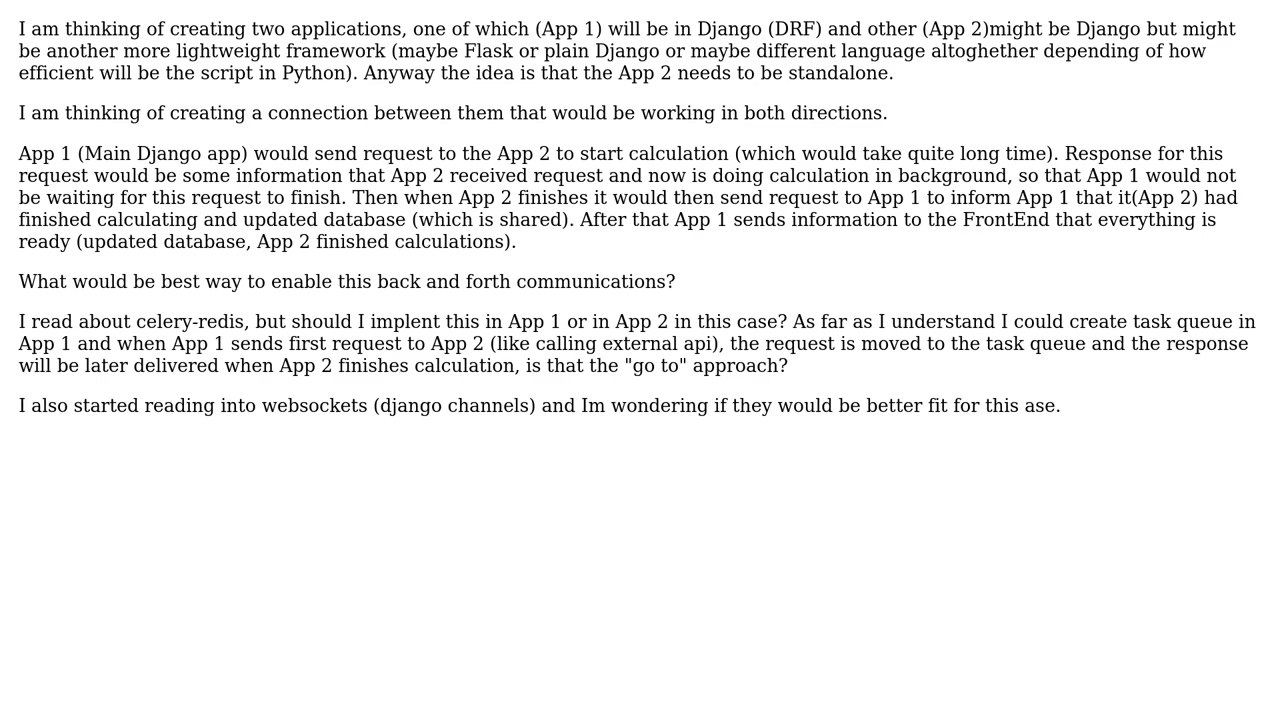 I am thinking of creating two applications, one of which (App 1) will be in Django (DRF) and other (App 2)might be Django but might
be another more lightweight framework (maybe Flask or plain Django or maybe different language altoghether depending of how
efficient will be the script in Python). Anyway the idea is that the App 2 needs to be standalone.
I am thinking of creating a connection between them that would be working in both directions.
App 1 (Main Django app) would send request to the App 2 to start calculation (which would take quite long time). Response for this
request would be some information that App 2 received request and now is doing calculation in background, so that App 1 would not
be waiting for this request to finish. Then when App 2 finishes it would then send request to App 1 to inform App 1 that it(App 2) had
finished calculating and updated database (which is shared). After that App 1 sends information to the FrontEnd that everything is
ready (updated database, App 2 finished calculations).
What would be best way to enable this back and forth communications?
I read about celery-redis, but should I implent this in App 1 or in App 2 in this case? As far as I understand I could create task queue in
App 1 and when App 1 sends first request to App 2 (like calling external api), the request is moved to the task queue and the response
will be later delivered when App 2 finishes calculation, is that the "go to" approach?
I also started reading into websockets (django channels) and Im wondering if they would be better fit for this ase.